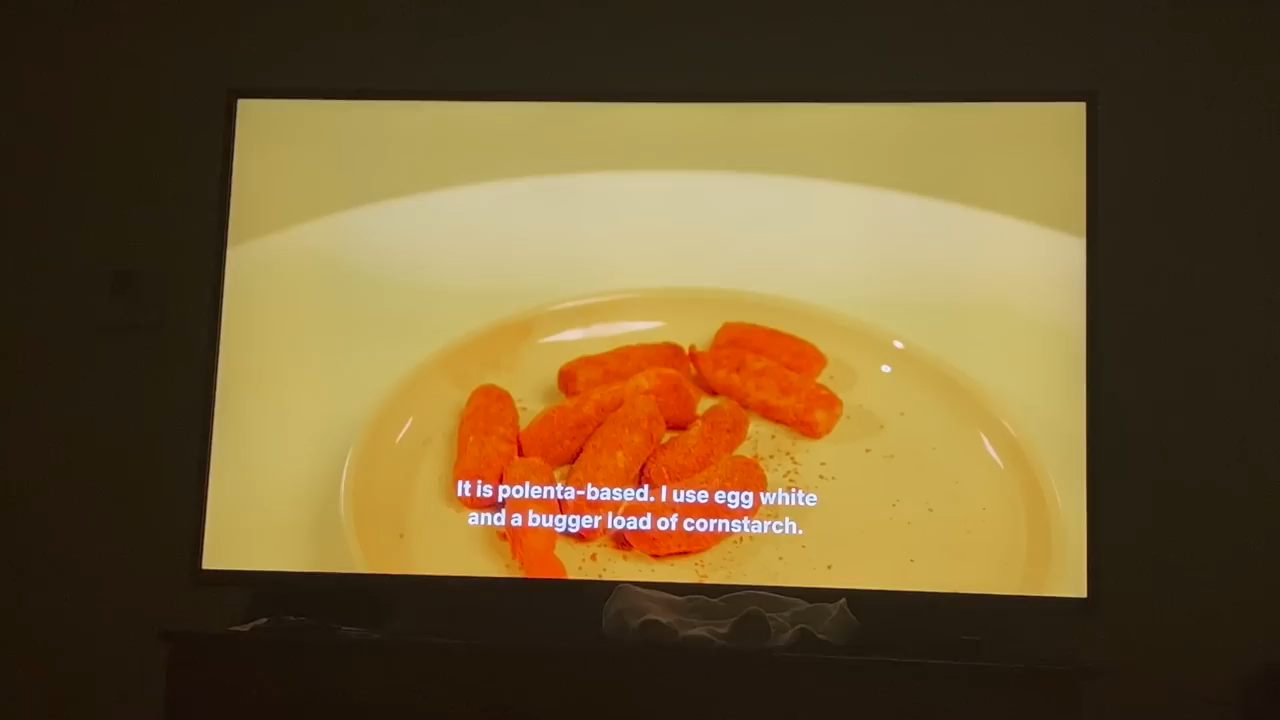 It is polenta-based. I use egg white
and a bugger load of cornstarch.